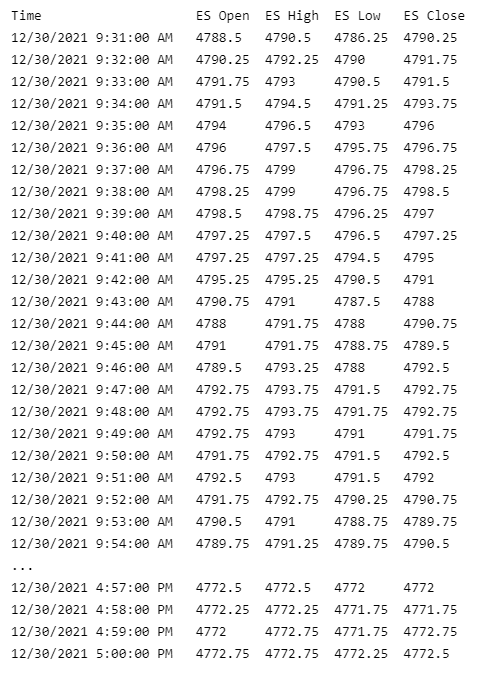 Time ES Open ES High ES Low ES Close
12/30/2021 9:31:00 AM 4788.5 4790.5 4786.25 4790.25
12/30/2021 9:32:00 AM 4790.25 4792.25 4790 4791.75
12/30/2021 9:33:00 AM 4791.75 4793 4790.5 4791.5
12/30/2021 9:34:00 AM 4791.5 4794.5 4791.25 4793.75
12/30/2021 9:35:00 AM 4794 4796.5 4793 4796
12/30/2021 9:36:00 AM 4796 4797.5 4795.75 4796.75
12/30/2021 9:37:00 AM 4796.75 4799 4796.75 4798.25
12/30/2021 9:38:00 AM 4798.25 4799 4796.75 4798.5
12/30/2021 9:39:00 AM 4798.5 4798.75 4796.25 4797
12/30/2021 9:40:00 AM 4797.25 4797.5 4796.5 4797.25
12/30/2021 9:41:00 AM 4797.25 4797.25 4794.5 4795
12/30/2021 9:42:00 AM 4795.25 4795.25 4790.5 4791
12/30/2021 9:43:00 AM 4790.75 4791 4787.5 4788
12/30/2021 9:44:00 AM 4788 4791.75 4788 4790.75
12/30/2021 9:45:00 AM 4791 4791.75 4788.75 4789.5
12/30/2021 9:46:00 AM 4789.5 4793.25 4788 4792.5
12/30/2021 9:47:00 AM 4792.75 4793.75 4791.5 4792.75
12/30/2021 9:48:00 AM 4792.75 4793.75 4791.75 4792.75
12/30/2021 9:49:00 AM 4792.75 4793 4791 4791.75
12/30/2021 9:50:00 AM 4791.75 4792.75 4791.5 4792.5
12/30/2021 9:51:00 AM 4792.5 4793 4791.5 4792
12/30/2021 9:52:00 AM 4791.75 4792.75 4790.25 4790.75
12/30/2021 9:53:00 AM 4790.5 4791 4788.75 4789.75
12/30/2021 9:54:00 AM 4789.75 4791.25 4789.75 4790.5
...
12/30/2021 4:57:00 PM 4772.5 4772.5 4772 4772
12/30/2021 4:58:00 PM 4772.25 4772.25 4771.75 4771.75
12/30/2021 4:59:00 PM 4772 4772.75 4771.75 4772.75
12/30/2021 5:00:00 PM 4772.75 4772.75 4772.25 4772.5